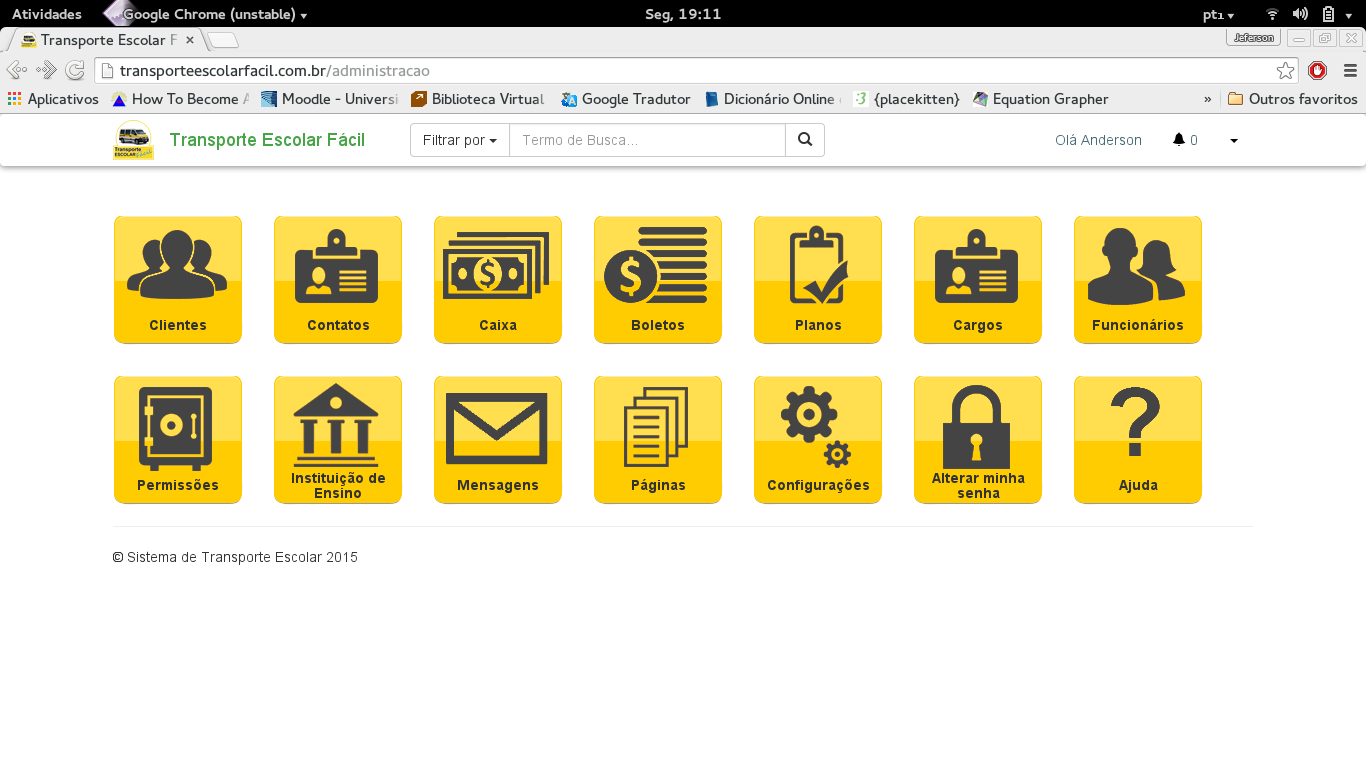 Atividades Google Chrome (unstable) Seg, 19:11 pt1
Transporte Escolar F Jeferson
transporteescolarfacil.com.br/administracao
Aplicativos How To Become A Moodle - Universi Biblioteca Virtual Google Tradutor Dicionário Online {placekitten} Equation Grapher » Outros favoritos
Transporte ESCOLAR Fácil Transporte Escolar Fácil Filtrar por Termo de Busca... Olá Anderson 0
Clientes Contatos Caixa Boletos Planos Cargos Funcionários
Permissões Instituição de Ensino Mensagens Páginas Configurações Alterar minha senha Ajuda
© Sistema de Transporte Escolar 2015